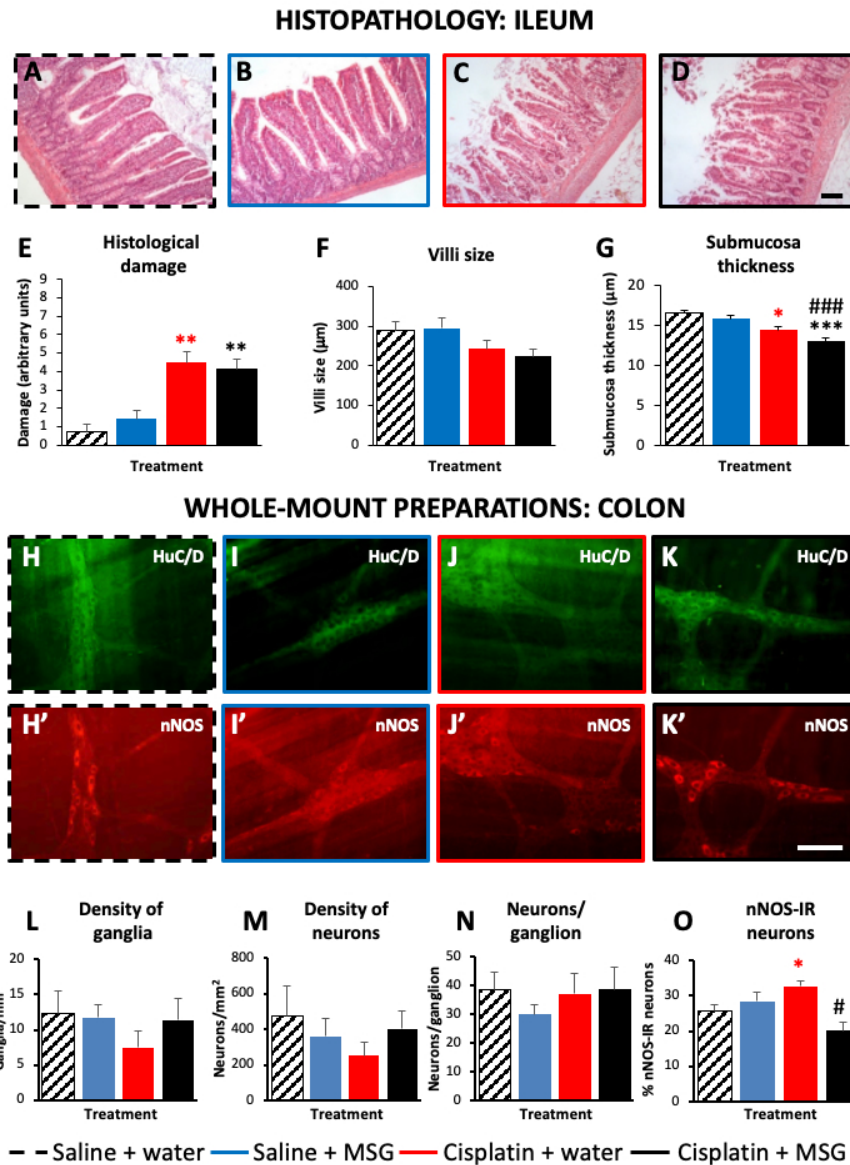 HISTOPATHOLOGY: ILEUM
A
B
C
D
E
Histological
damage
Damage (arbitrary units)
9
8
7
6
5
4
3
2
1
0
**
**
Treatment
F
Villi size
Villi size (µm)
400
300
200
100
0
Treatment
G
Submucosa
thickness
Submucosa thickness (µm)
20
15
10
5
0
*
###
***
Treatment
WHOLE-MOUNT PREPARATIONS: COLON
H
HuC/D
I
HuC/D
J
HuC/D
K
HuC/D
H'
nNOS
I'
nNOS
J'
nNOS
K'
nNOS
L
Density of
ganglia
20
15
10
5
0
Treatment
M
Density of
neurons
Neurons/mm²
800
600
400
200
0
Treatment
N
Neurons/
ganglion
Neurons/ganglion
50
40
30
20
10
0
Treatment
O
nNOS-IR
neurons
% nNOS-IR neurons
40
30
20
10
0
*
#
Treatment
Saline + water
Saline + MSG
Cisplatin + water
Cisplatin + MSG